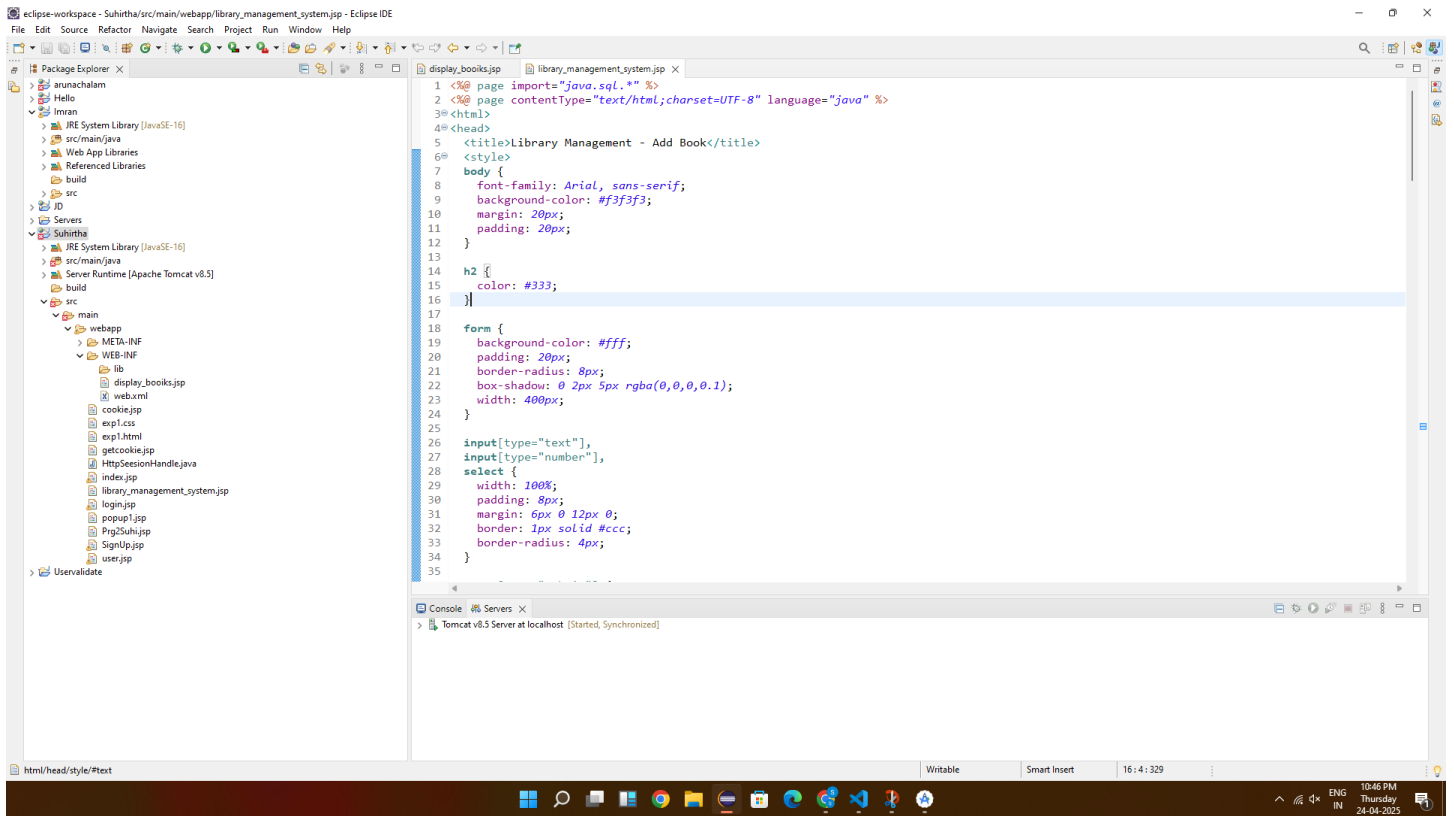 eclipse-workspace - Suhirtha/src/main/webapp/library_management_system.jsp - Eclipse IDE
File Edit Source Refactor Navigate Search Project Run Window Help
Package Explorer
arunachalam
Hello
Imran
JRE System Library [JavaSE-16]
src/main/java
Web App Libraries
Referenced Libraries
build
src
JD
Servers
Suhirtha
JRE System Library [JavaSE-16]
src/main/java
Server Runtime [Apache Tomcat v8.5]
build
src
main
webapp
META-INF
WEB-INF
lib
display_booiks.jsp
web.xml
cookie.jsp
exp1.css
exp1.html
getcookie.jsp
HttpSeesionHandle.java
index.jsp
library_management_system.jsp
login.jsp
popup1.jsp
Prg2Suhi.jsp
SignUp.jsp
user.jsp
Uservalidate
display_booiks.jsp library_management_system.jsp
1 <%@ page import="java.sql.*" %>
2 <%@ page contentType="text/html;charset=UTF-8" language="java" %>
3 <html>
4 <head>
5 <title>Library Management - Add Book</title>
6 <style>
7 body {
8 font-family: Arial, sans-serif;
9 background-color: #f3f3f3;
10 margin: 20px;
11 padding: 20px;
12 }
13
14 h2 {
15 color: #333;
16 }
17
18 form {
19 background-color: #fff;
20 padding: 20px;
21 border-radius: 8px;
22 box-shadow: 0 2px 5px rgba(0,0,0,0.1);
23 width: 400px;
24 }
25
26 input[type="text"],
27 input[type="number"],
28 select {
29 width: 100%;
30 padding: 8px;
31 margin: 6px 0 12px 0;
32 border: 1px solid #ccc;
33 border-radius: 4px;
34 }
35
Console Servers
Tomcat v8.5 Server at localhost [Started, Synchronized]
html/head/style/#text Writable Smart Insert 16 : 4 : 329
ENG
IN
10:46 PM
Thursday
24-04-2025
1